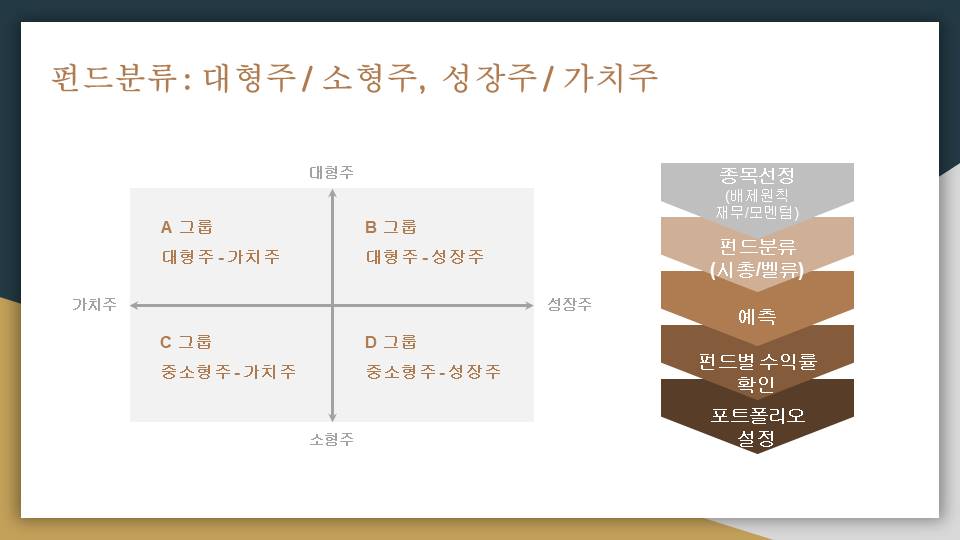 펀드분류: 대형주/ 소형주, 성장주/ 가치주
대형주
A 그룹
대형주-가치주
B 그룹
대형주-성장주
가치주
성장주
C 그룹
중소형주-가치주
D 그룹
중소형주-성장주
소형주
종목선정
(배제원칙
재무/모멘텀)
펀드분류
(시총/벨류)
예측
펀드별 수익률
확인
포트폴리오
설정